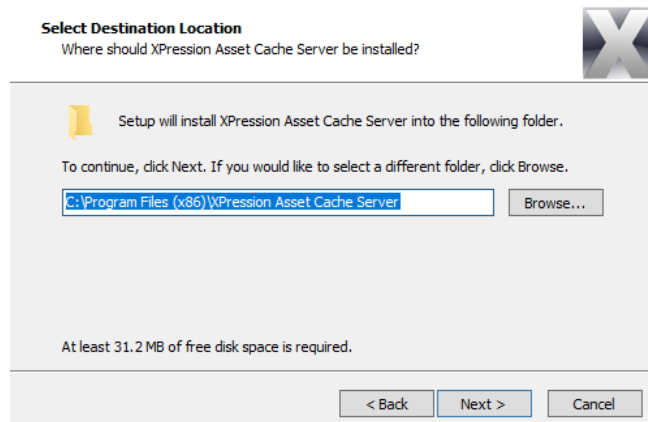 Select Destination Location
Where should XPression Asset Cache Server be installed?
X
Setup will install XPression Asset Cache Server into the following folder.
To continue, click Next. If you would like to select a different folder, click Browse.
C:\Program Files (x86)\XPression Asset Cache Server
Browse...
At least 31.2 MB of free disk space is required.
< Back
Next >
Cancel